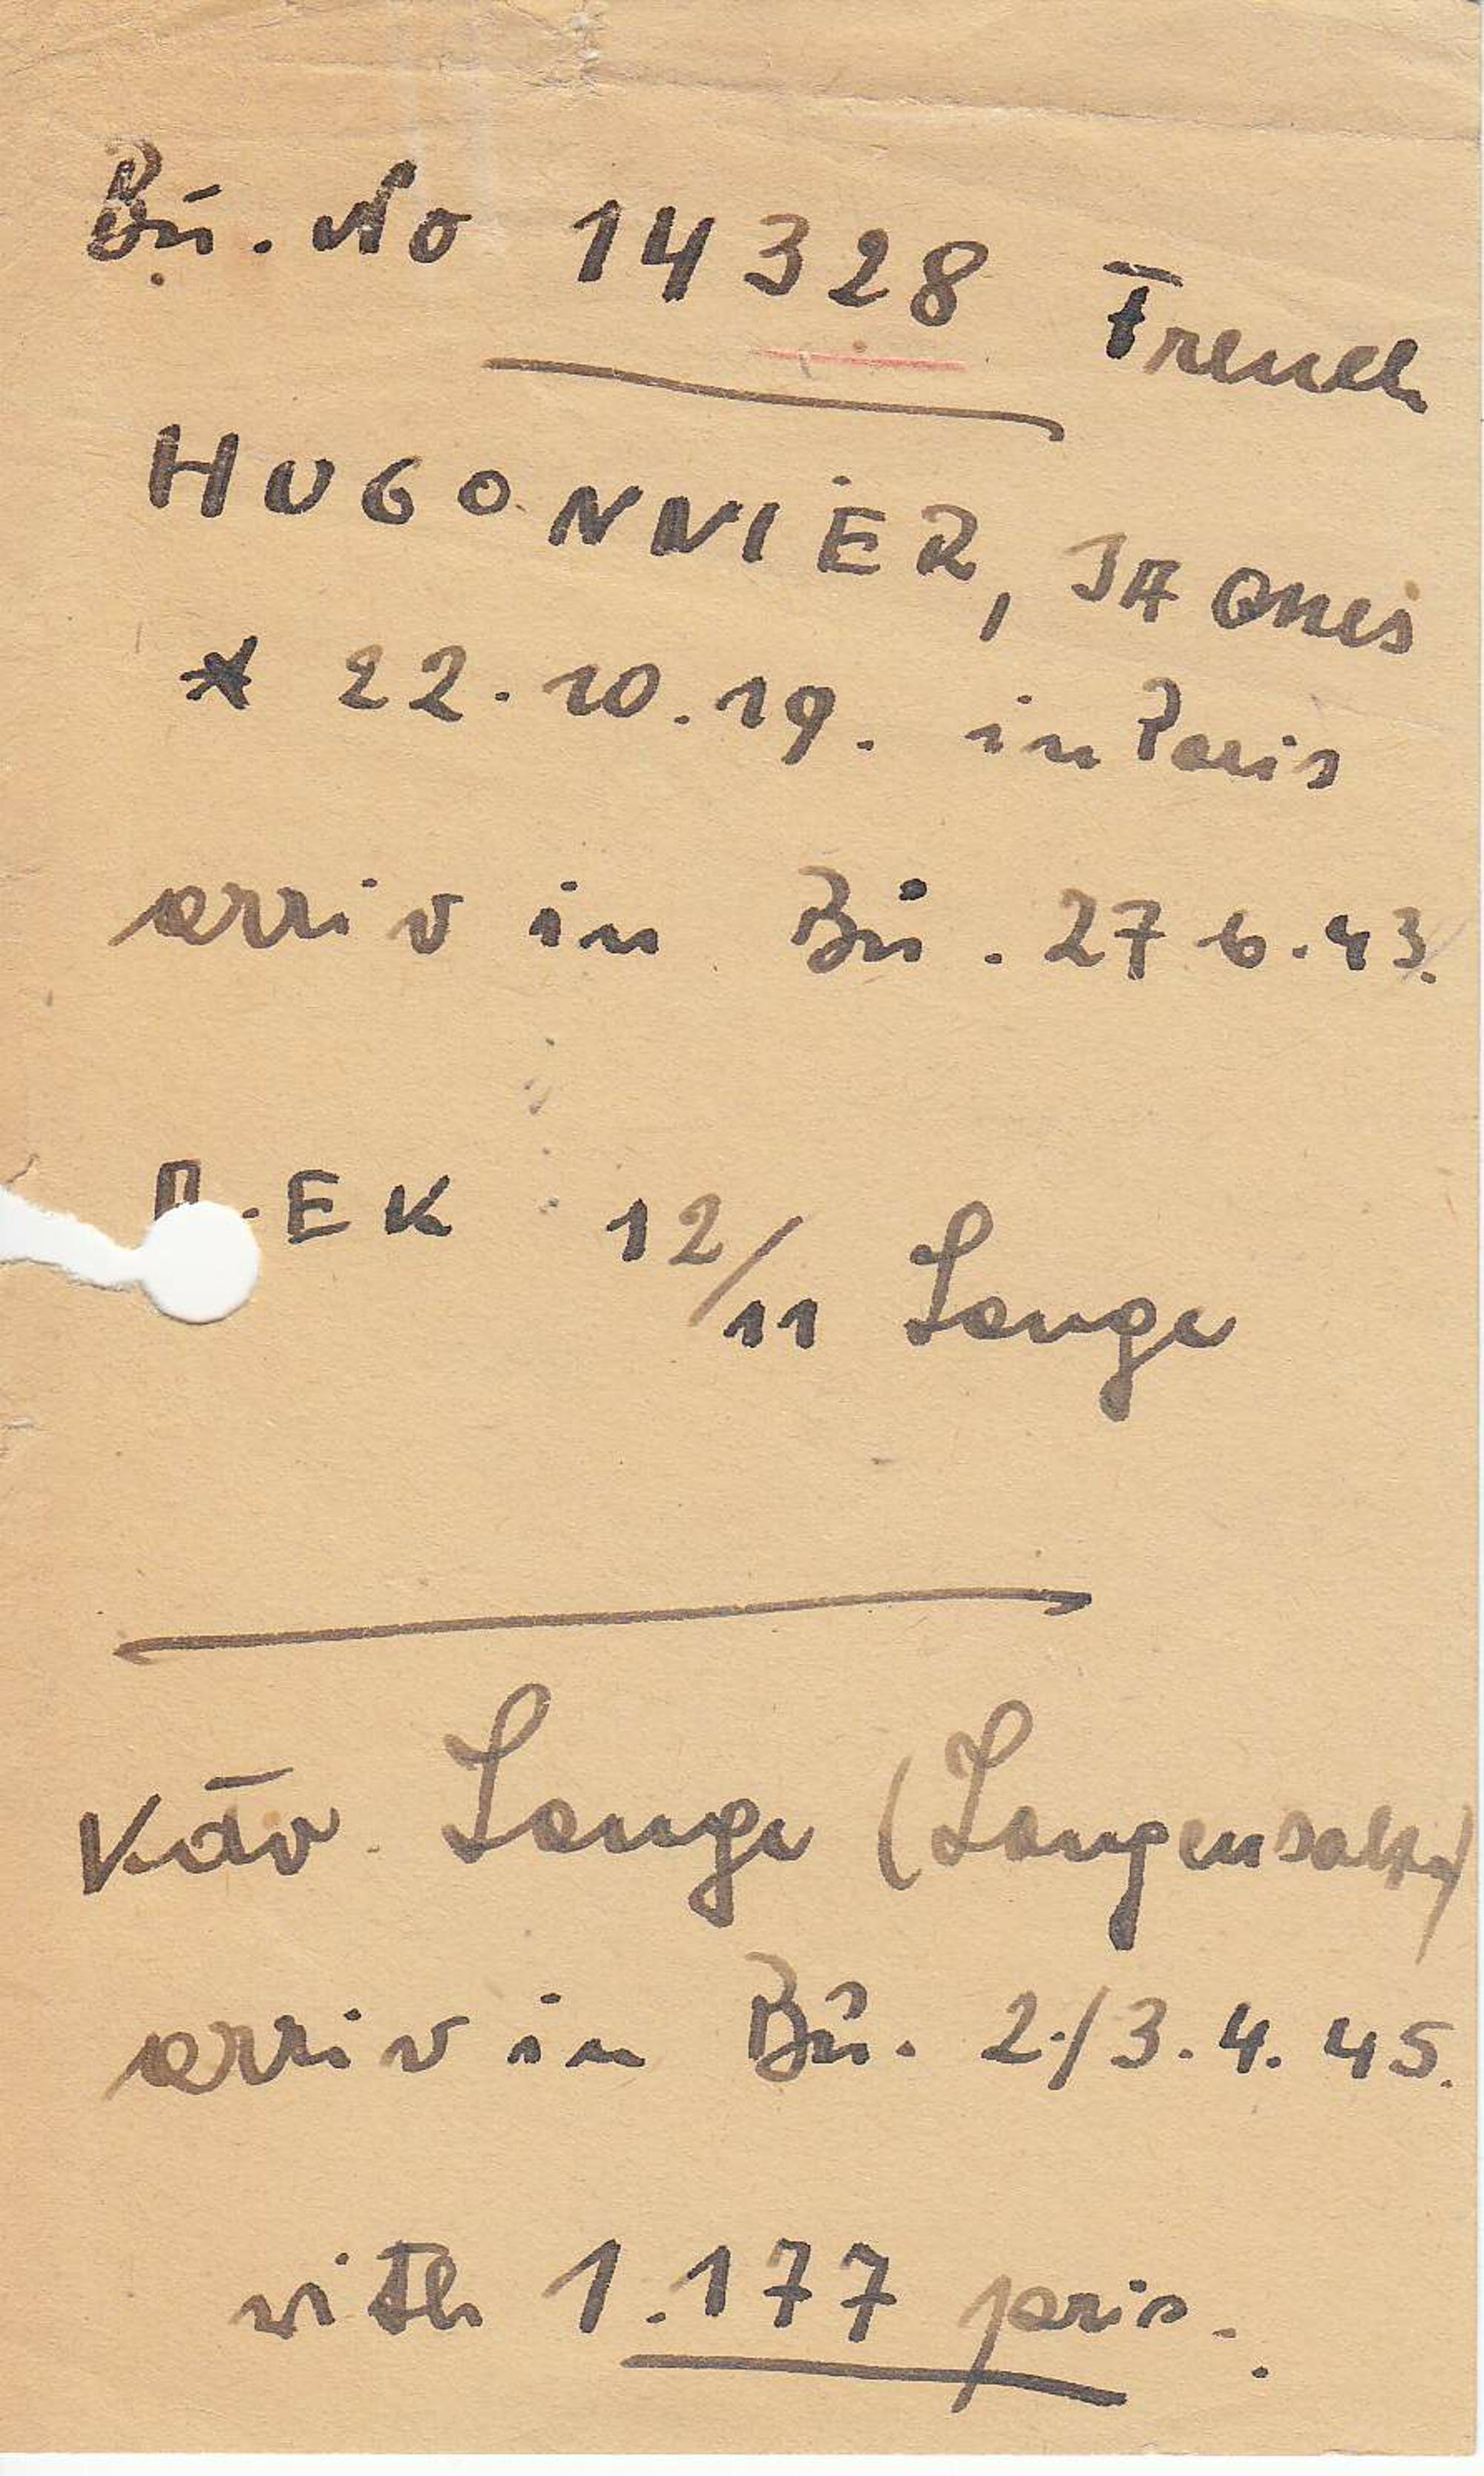 Bu. No 14328 French
HUGONNIER, JAQues
* 22.10.19. in Paris
arriv in Bu. 27 6.43.
EK 12/11 Lange
Kdo. Lange (Langensalza)
arriv in Bu. 2./3.4.45.
with 1.177 pris.